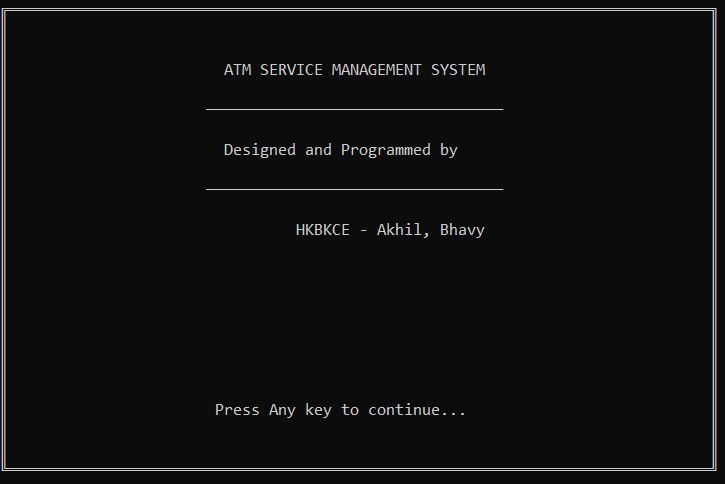 ATM SERVICE MANAGEMENT SYSTEM
Designed and Programmed by
HKBKCE - Akhil, Bhavy
Press Any key to continue...